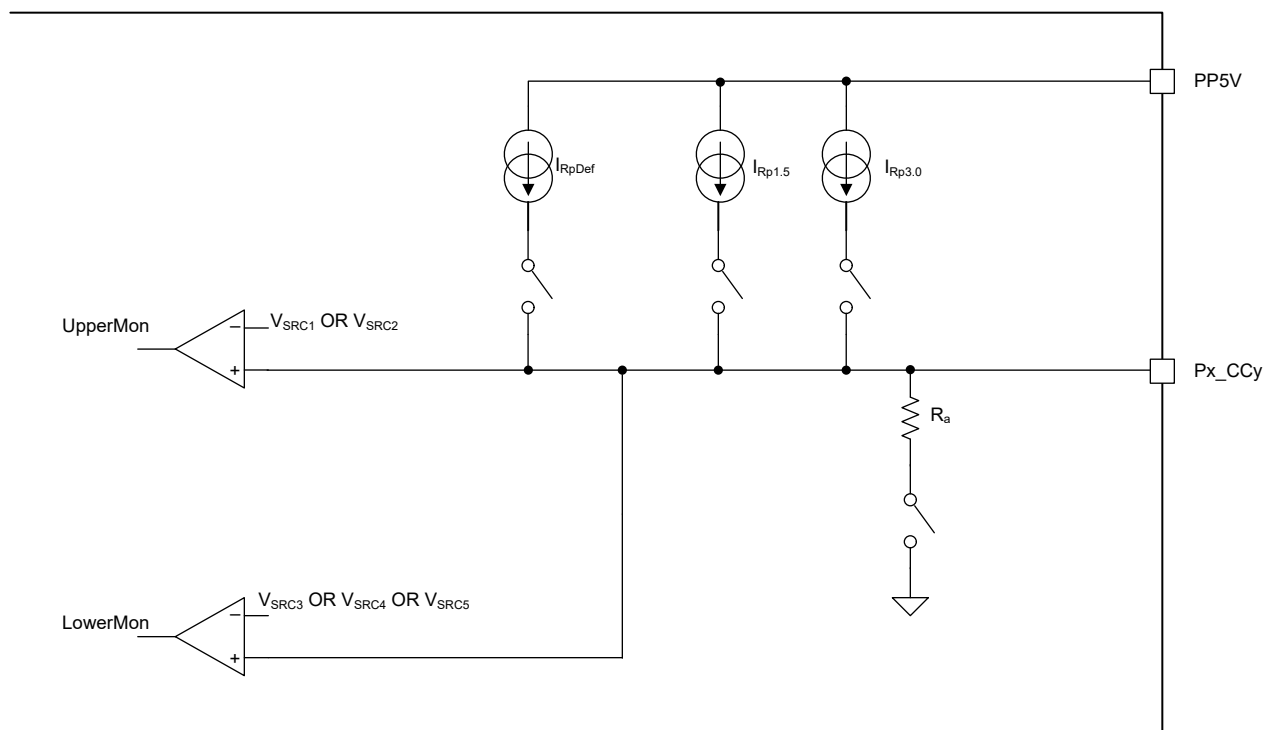 PP5V
I_RpDef
I_Rp1.5
I_Rp3.0
UpperMon
−
V_SRC1 OR V_SRC2
+
Px_CCy
R_a
LowerMon
−
V_SRC3 OR V_SRC4 OR V_SRC5
+